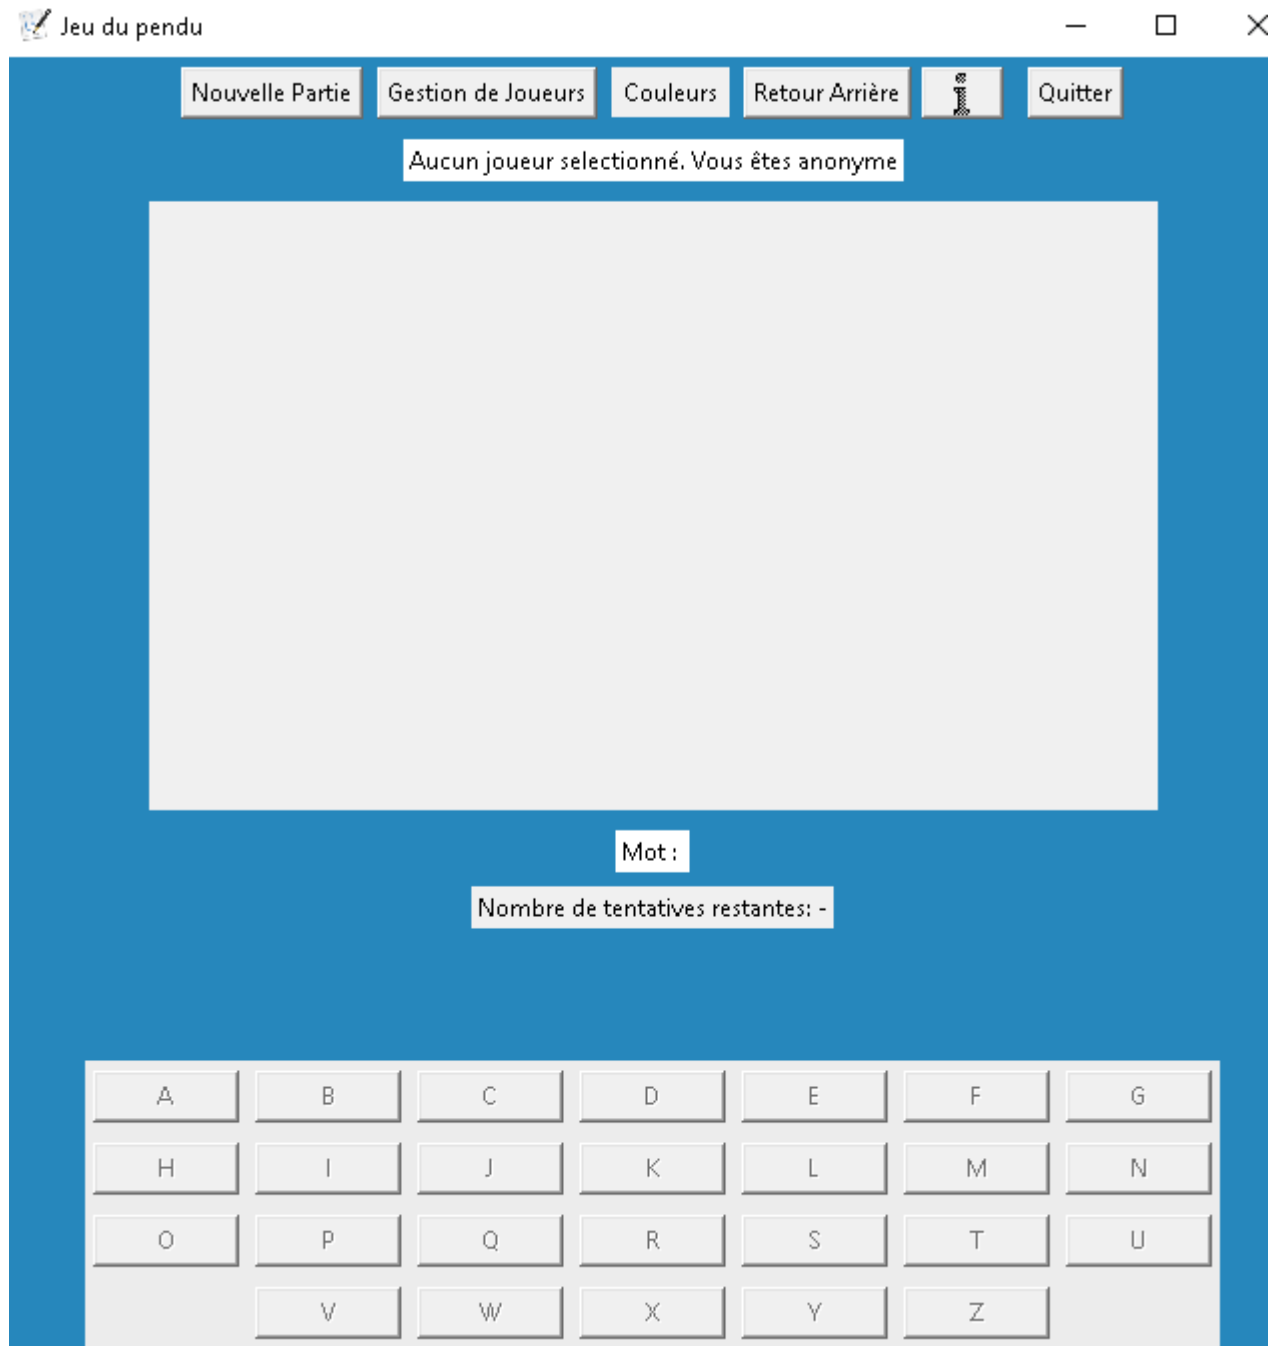 Jeu du pendu
Nouvelle Partie Gestion de Joueurs Couleurs Retour Arrière i Quitter
Aucun joueur selectionné. Vous êtes anonyme
Mot :
Nombre de tentatives restantes: -
A B C D E F G
H I J K L M N
O P Q R S T U
V W X Y Z